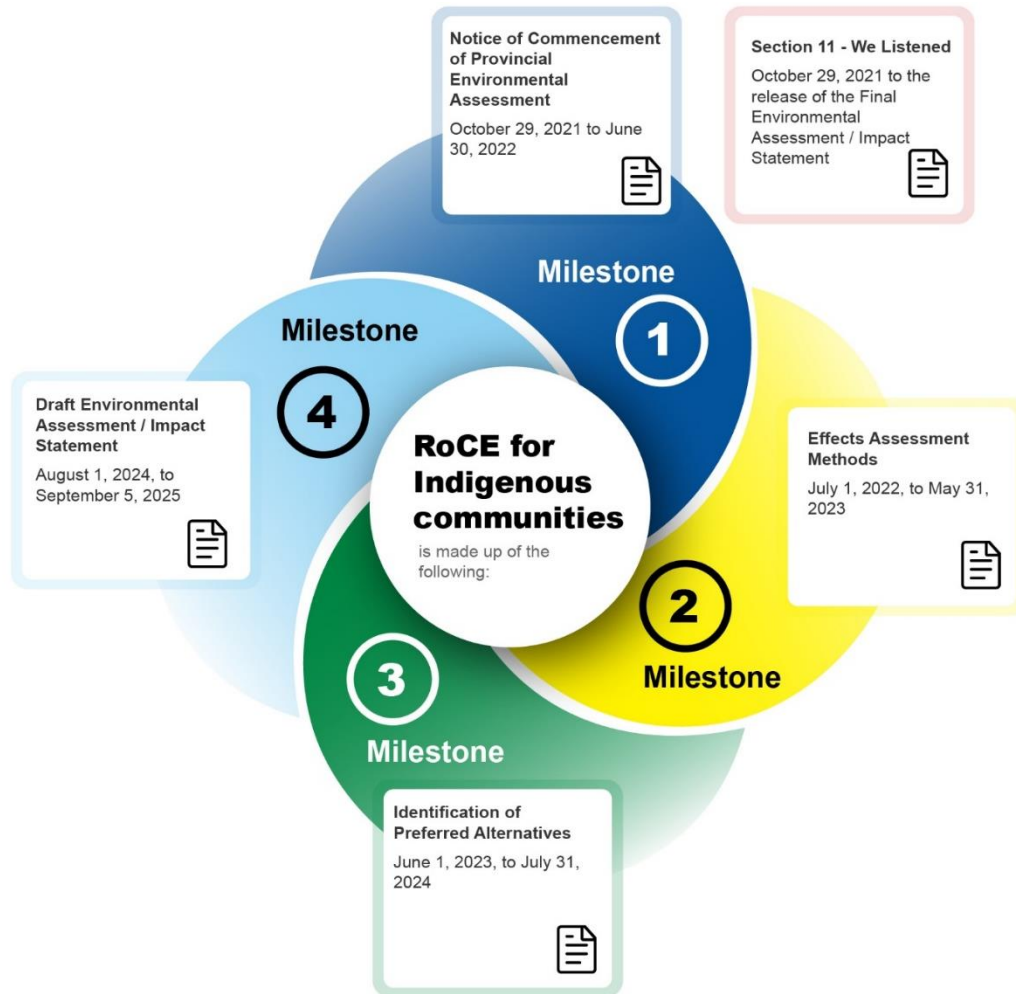 Notice of Commencement
of Provincial
Environmental
Assessment
October 29, 2021 to June
30, 2022
Section 11 - We Listened
October 29, 2021 to the
release of the Final
Environmental
Assessment / Impact
Statement
Milestone
1
Milestone
4
Draft Environmental
Assessment / Impact
Statement
August 1, 2024, to
September 5, 2025
RoCE for
Indigenous
communities
is made up of the
following:
Effects Assessment
Methods
July 1, 2022, to May 31,
2023
2
Milestone
3
Milestone
Identification of
Preferred Alternatives
June 1, 2023, to July 31,
2024